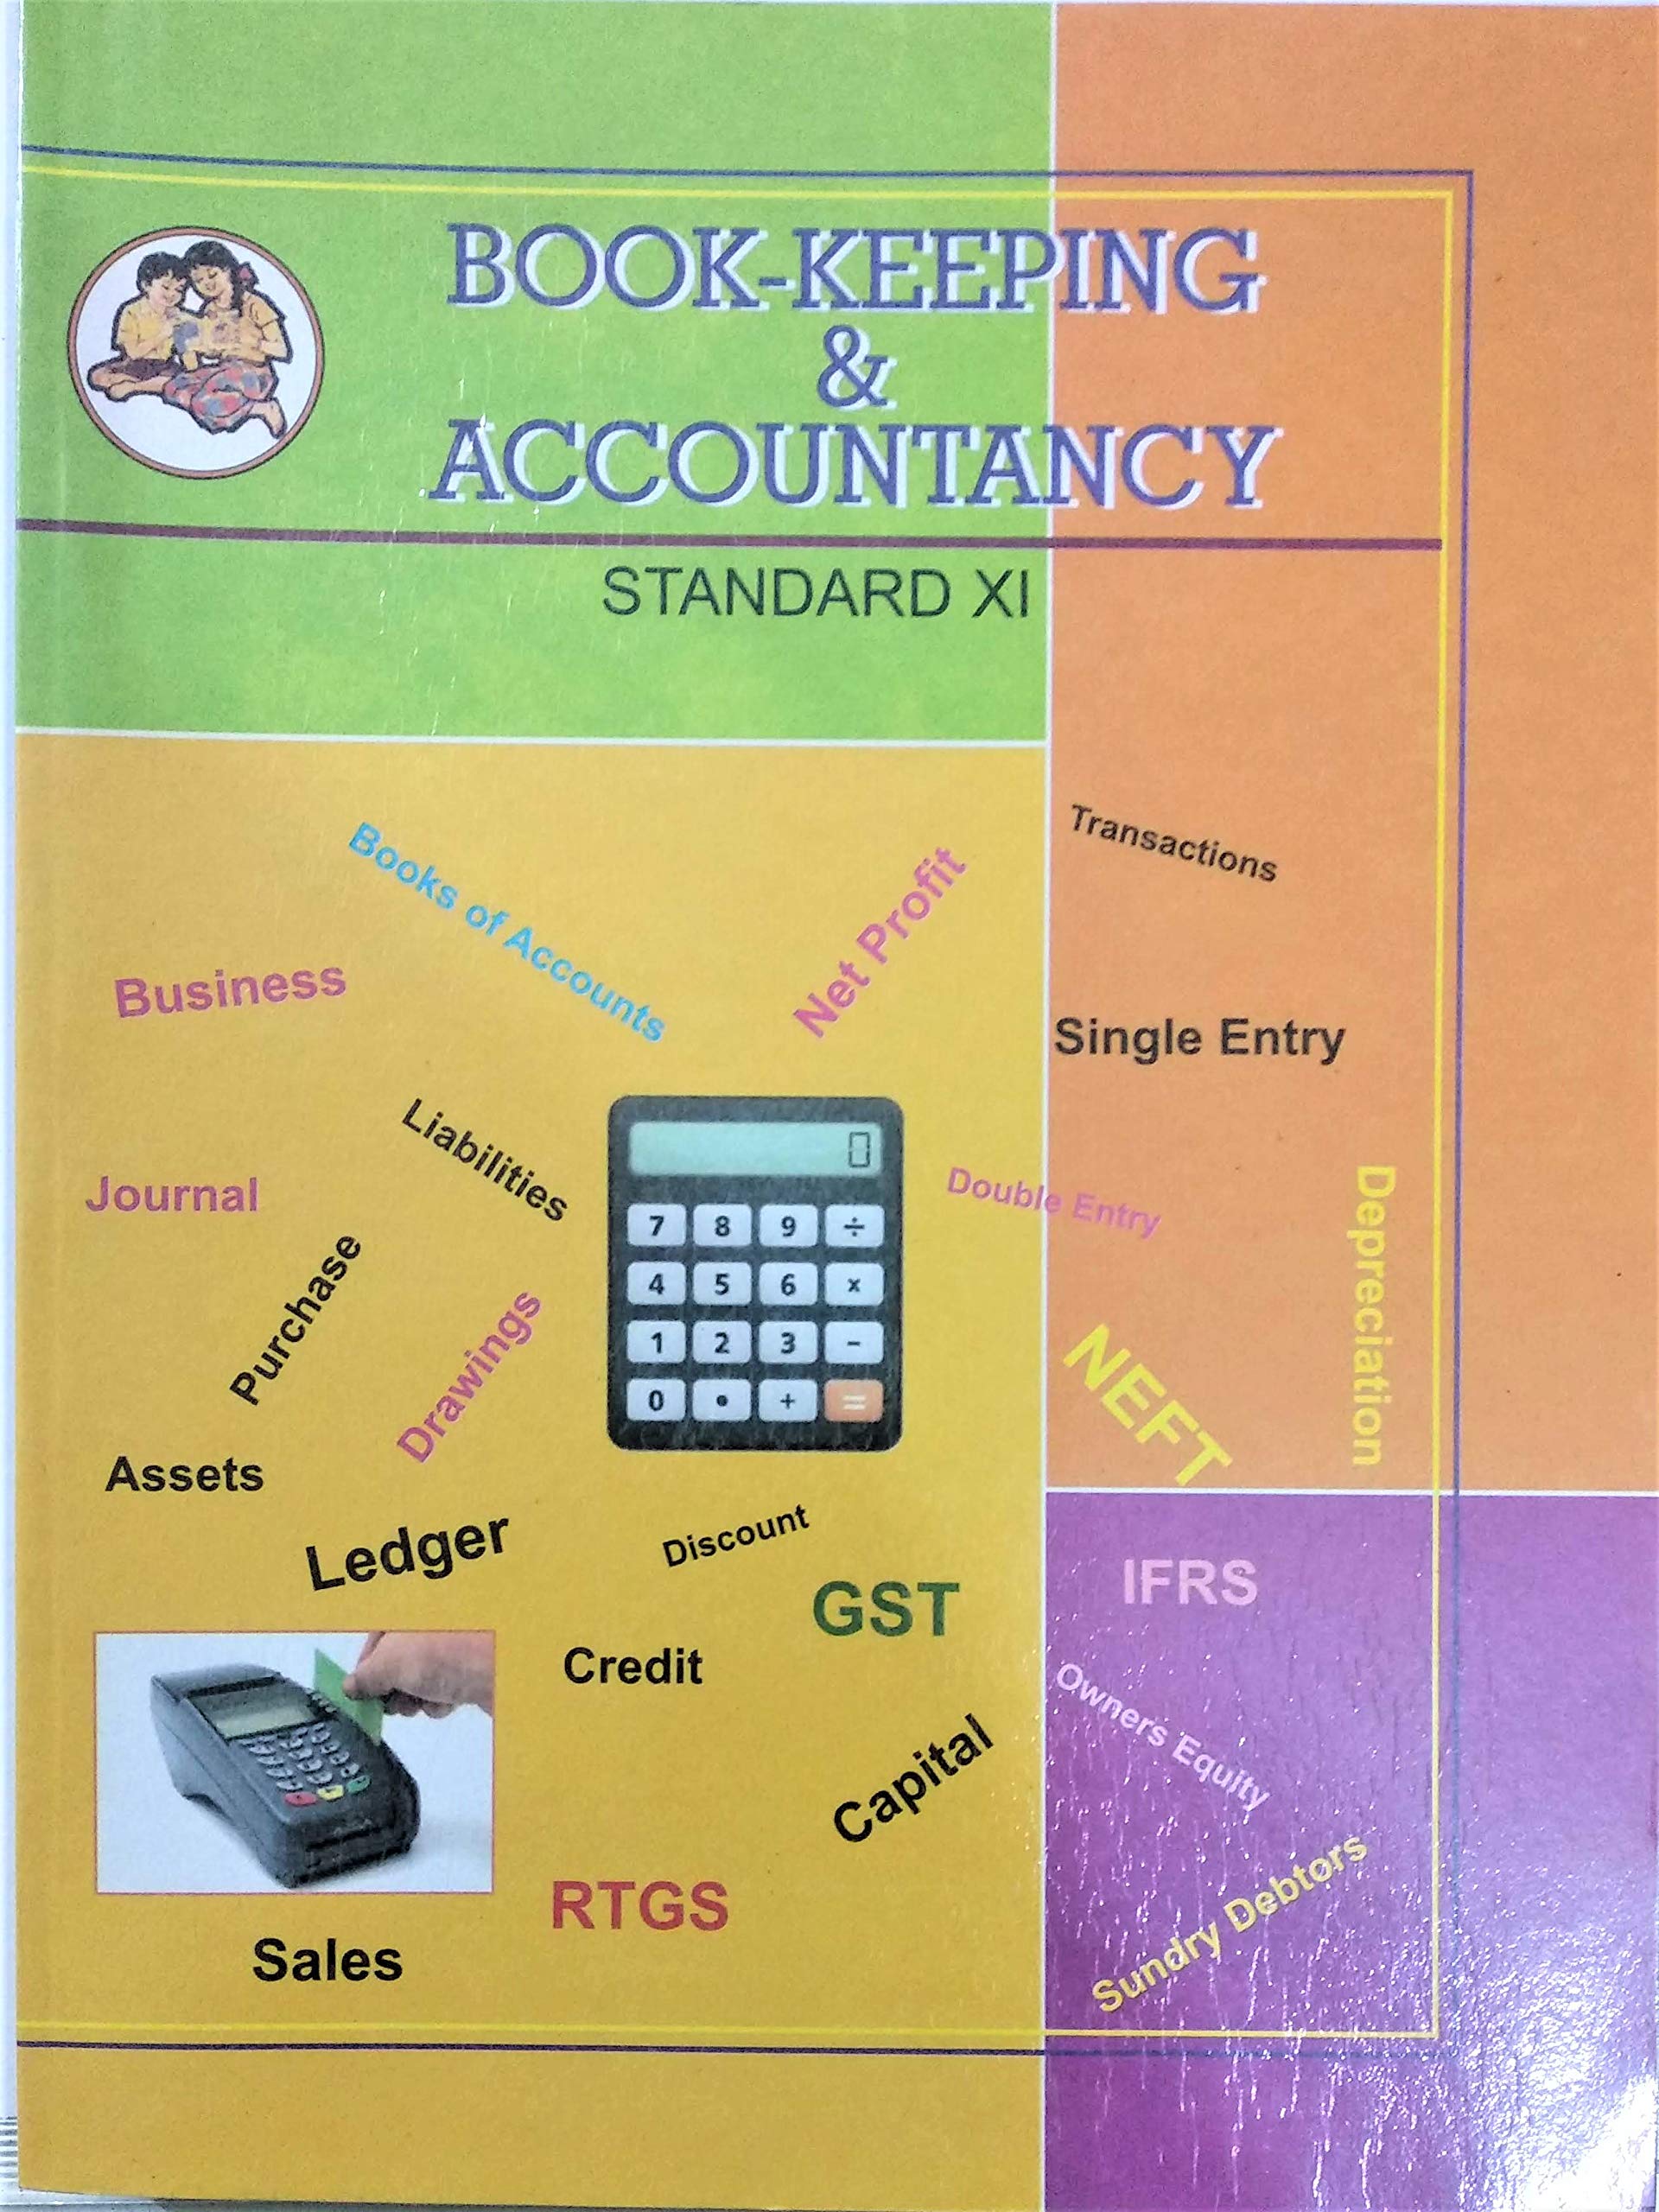 BOOK-KEEPING
&
ACCOUNTANCY
STANDARD XI
Transactions
Books of Accounts
Net Profit
Business
Single Entry
Liabilities
0
Journal
Double Entry
Depreciation
7 8 9 ÷
4 5 6 x
1 2 3 −
0 • + =
Purchase
Drawings
NEFT
Assets
Ledger
Discount
GST
IFRS
Credit
Owners Equity
Capital
RTGS
Sundry Debtors
Sales